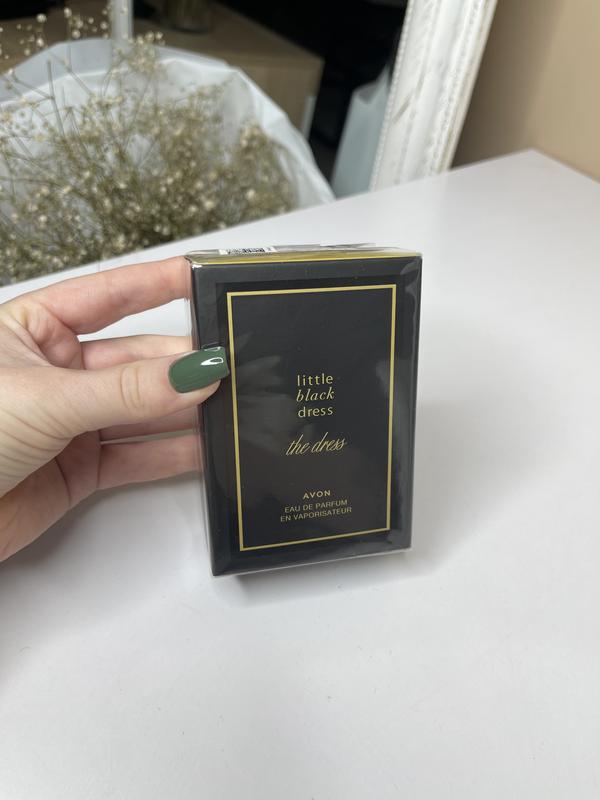 little
black
dress
the dress
AVON
EAU DE PARFUM
EN VAPORISATEUR